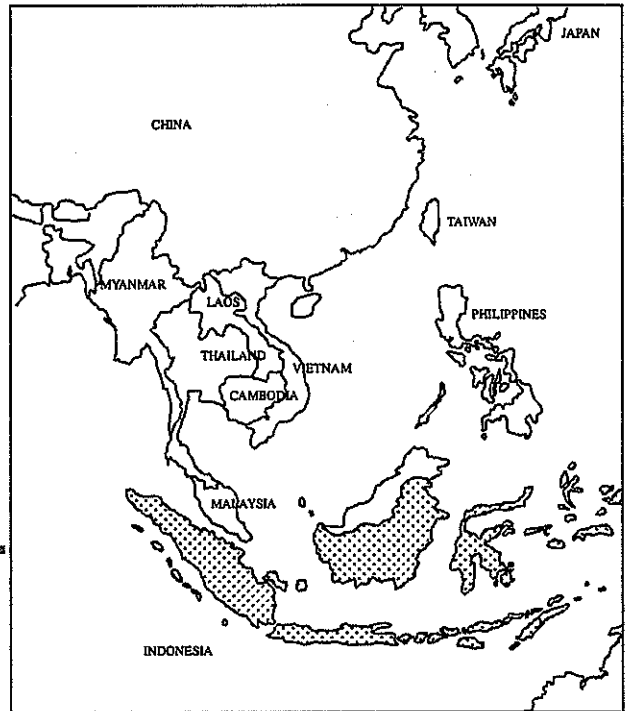 JAPAN
CHINA
TAIWAN
MYANMAR
LAOS
PHILIPPINES
THAILAND
VIETNAM
CAMBODIA
MALAYSIA
INDONESIA